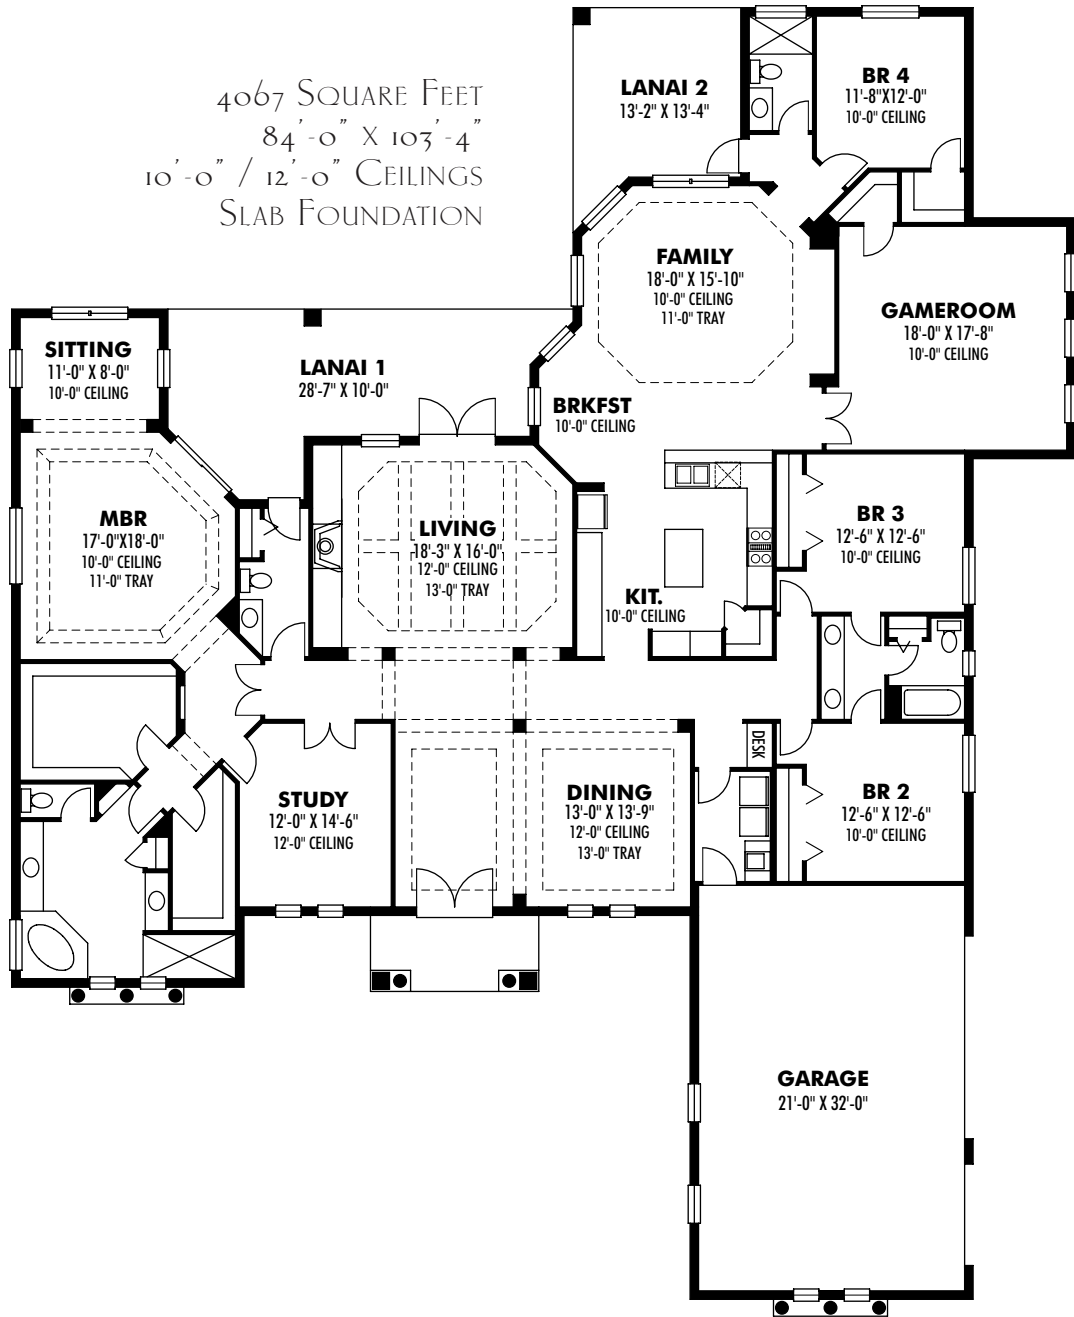 4067 Square Feet
84'-0" x 103'-4"
10'-0" / 12'-0" Ceilings
Slab Foundation
LANAI 2
13'-2" X 13'-4"
BR 4
11'-8"X12'-0"
10'-0" CEILING
FAMILY
18'-0" X 15'-10"
10'-0" CEILING
11'-0" TRAY
GAMEROOM
18'-0" X 17'-8"
10'-0" CEILING
SITTING
11'-0" X 8'-0"
10'-0" CEILING
LANAI 1
28'-7" X 10'-0"
BRKFST
10'-0" CEILING
MBR
17'-0"X18'-0"
10'-0" CEILING
11'-0" TRAY
LIVING
18'-3" X 16'-0"
12'-0" CEILING
13'-0" TRAY
BR 3
12'-6" X 12'-6"
10'-0" CEILING
KIT.
10'-0" CEILING
DESK
STUDY
12'-0" X 14'-6"
12'-0" CEILING
DINING
13'-0" X 13'-9"
12'-0" CEILING
13'-0" TRAY
BR 2
12'-6" X 12'-6"
10'-0" CEILING
GARAGE
21'-0" X 32'-0"